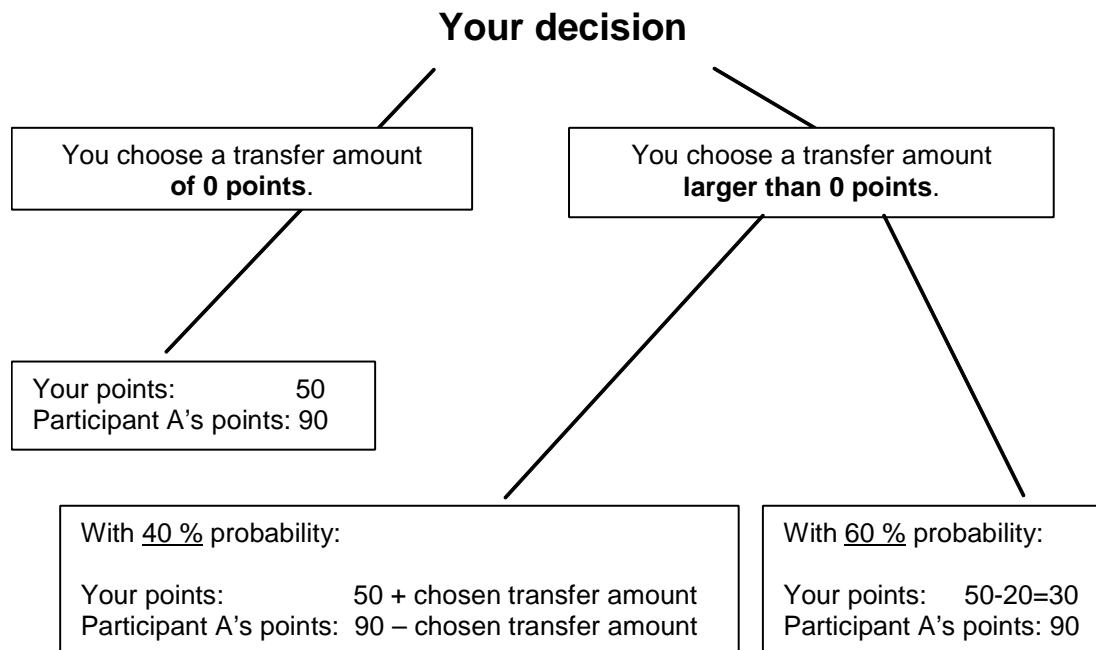 Your decision
You choose a transfer amount
of 0 points.
You choose a transfer amount
larger than 0 points.
Your points: 50
Participant A’s points: 90
With 40 % probability:
Your points: 50 + chosen transfer amount
Participant A’s points: 90 – chosen transfer amount
With 60 % probability:
Your points: 50-20=30
Participant A’s points: 90